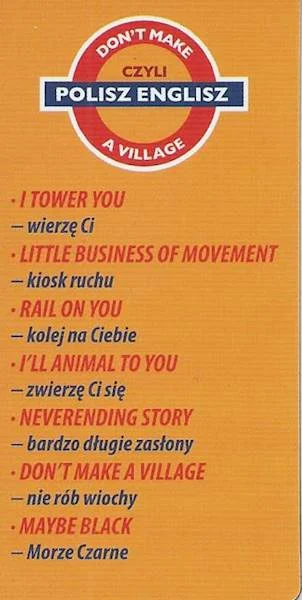 DON'T MAKE
CZYLI
POLISZ ENGLISZ
A VILLAGE
· I TOWER YOU
– wierzę Ci
· LITTLE BUSINESS OF MOVEMENT
– kiosk ruchu
· RAIL ON YOU
– kolej na Ciebie
· I'LL ANIMAL TO YOU
– zwierzę Ci się
· NEVERENDING STORY
– bardzo długie zasłony
· DON'T MAKE A VILLAGE
– nie rób wiochy
· MAYBE BLACK
– Morze Czarne